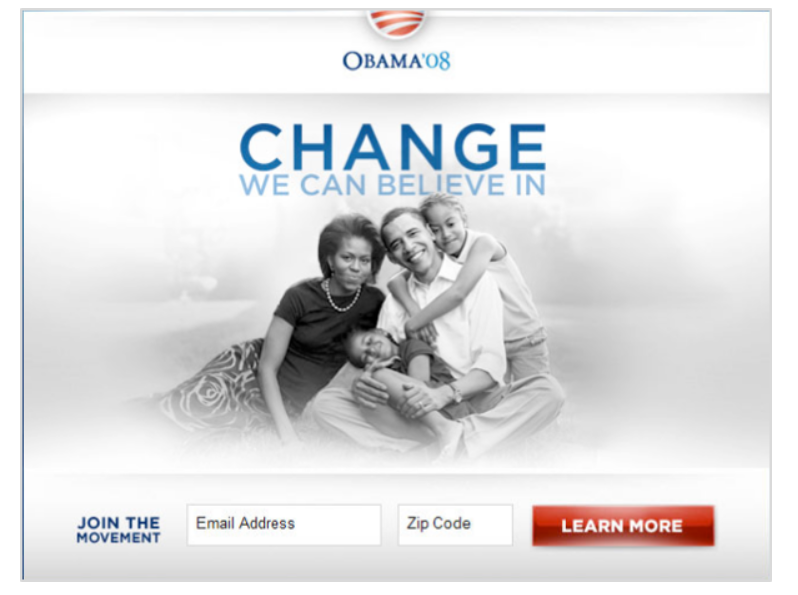 OBAMA'08
CHANGE
WE CAN BELIEVE IN
JOIN THE
MOVEMENT
Email Address
Zip Code
LEARN MORE